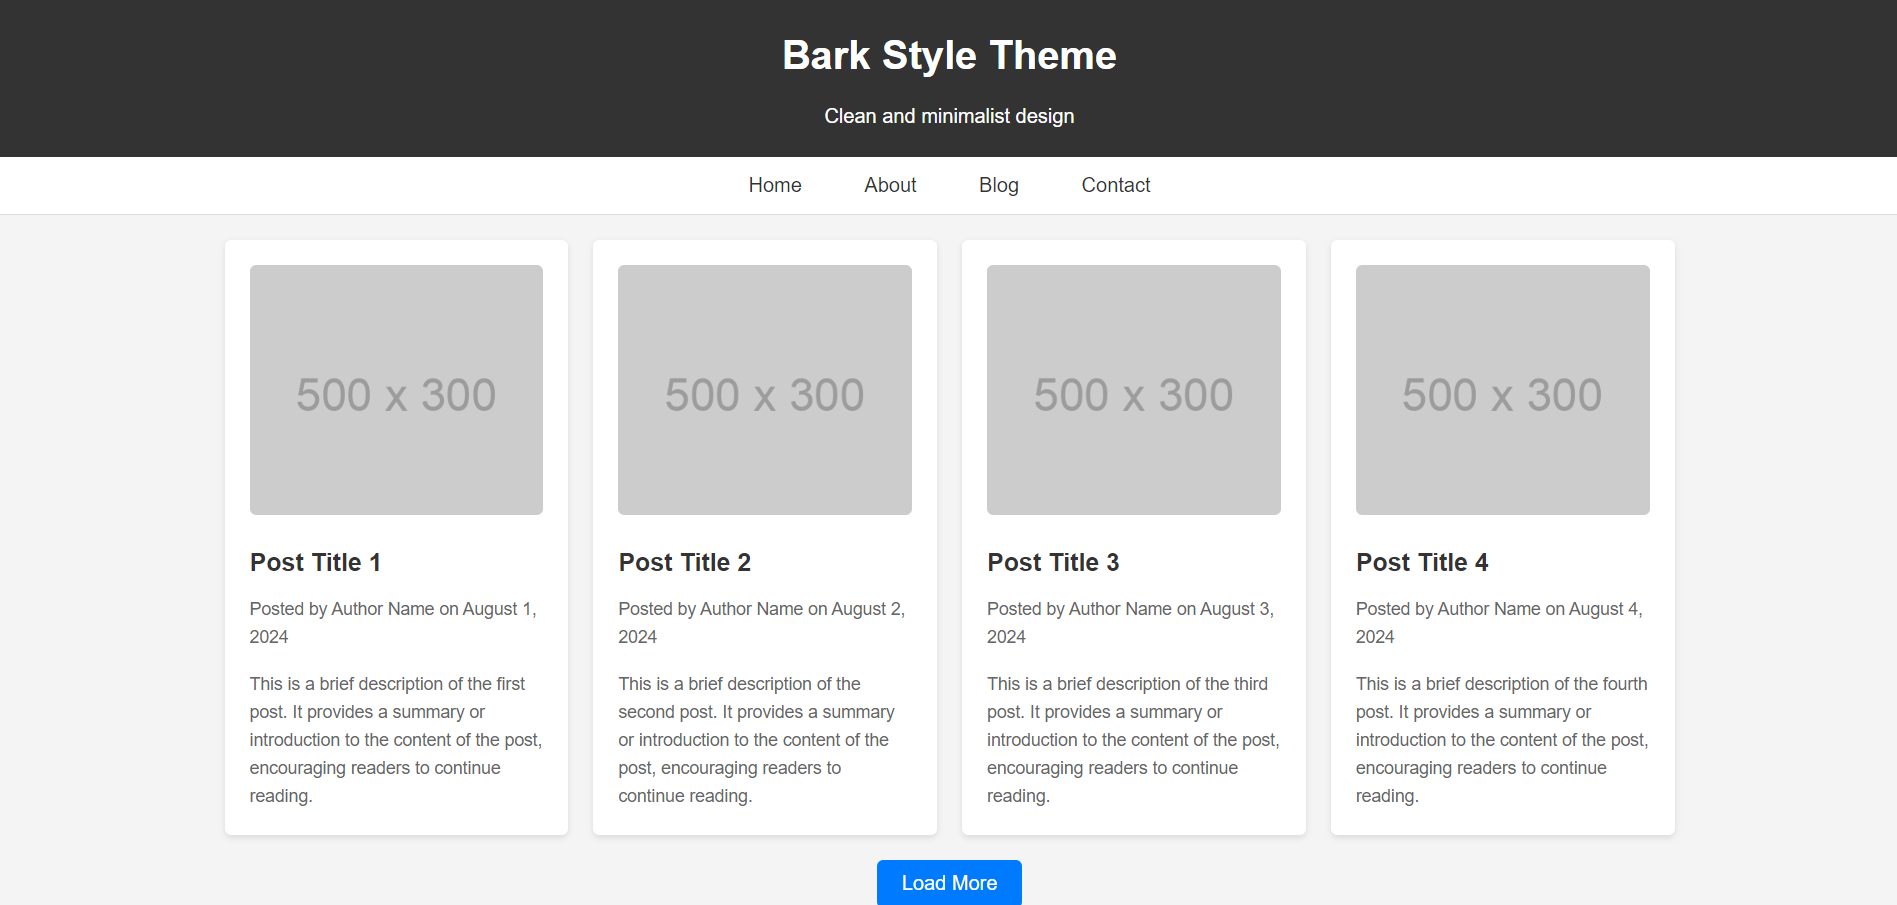 Bark Style Theme
Clean and minimalist design
Home
About
Blog
Contact
500 x 300
Post Title 1
Posted by Author Name on August 1,
2024
This is a brief description of the first
post. It provides a summary or
introduction to the content of the post,
encouraging readers to continue
reading.
500 x 300
Post Title 2
Posted by Author Name on August 2,
2024
This is a brief description of the
second post. It provides a summary
or introduction to the content of the
post, encouraging readers to
continue reading.
500 x 300
Post Title 3
Posted by Author Name on August 3,
2024
This is a brief description of the third
post. It provides a summary or
introduction to the content of the post,
encouraging readers to continue
reading.
500 x 300
Post Title 4
Posted by Author Name on August 4,
2024
This is a brief description of the fourth
post. It provides a summary or
introduction to the content of the post,
encouraging readers to continue
reading.
Load More